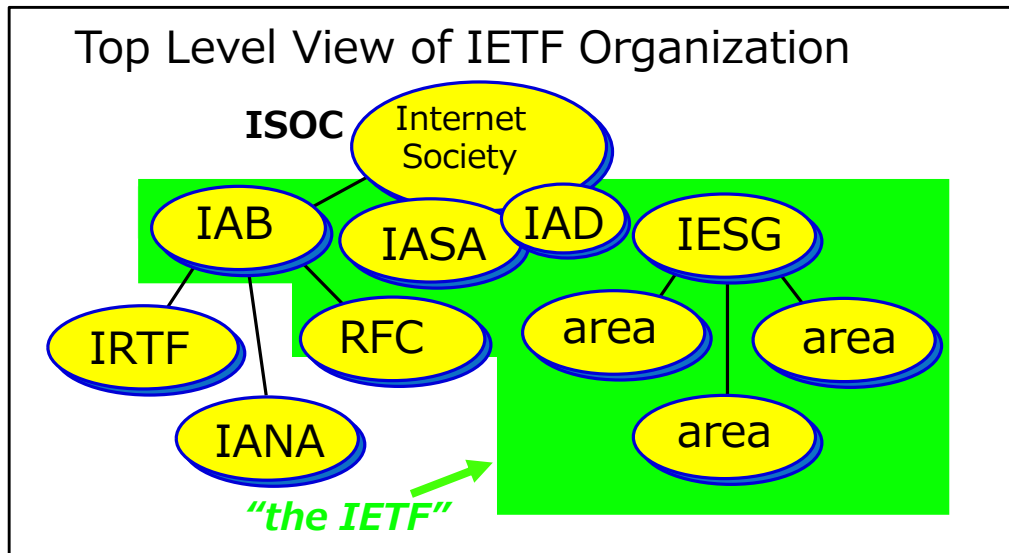 Top Level View of IETF Organization
ISOC
Internet
Society
IAB
IASA
IAD
IESG
IRTF
RFC
area
area
IANA
area
“the IETF”